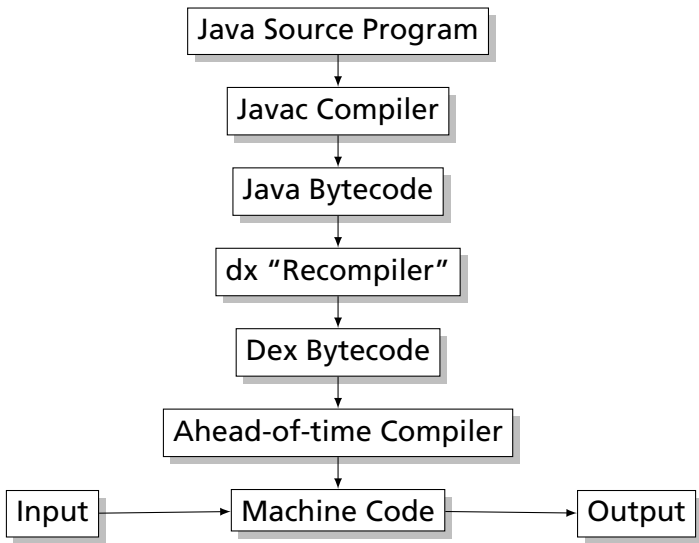 Java Source Program
Javac Compiler
Java Bytecode
dx “Recompiler”
Dex Bytecode
Ahead-of-time Compiler
Input
Machine Code
Output